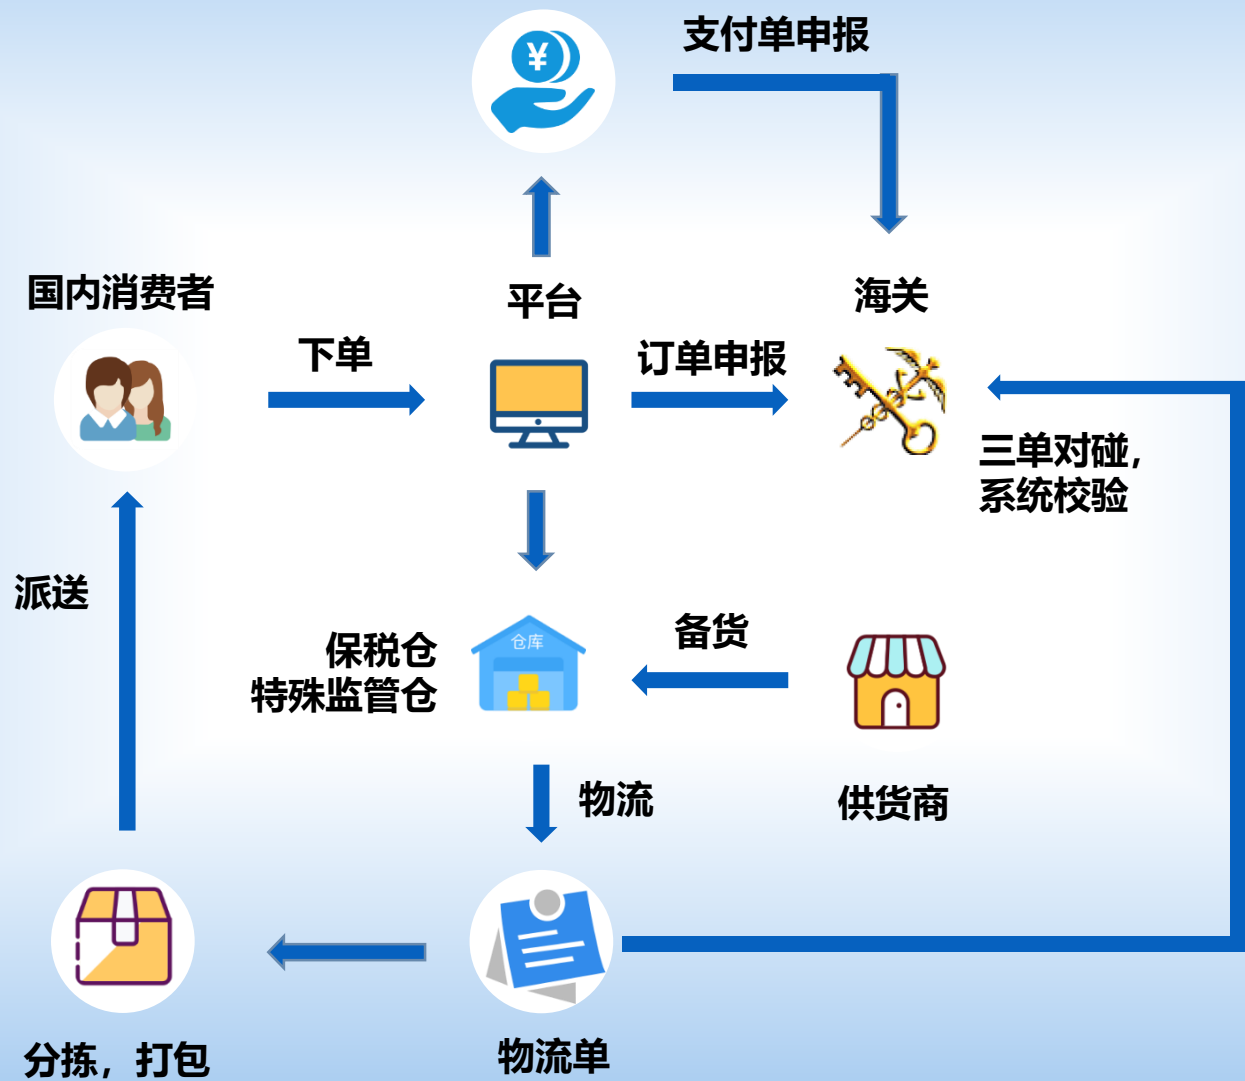 支付单申报
¥
国内消费者
平台
海关
下单
订单申报
三单对碰，
系统校验
派送
保税仓
特殊监管仓
仓库
备货
物流
供货商
分拣，打包
物流单